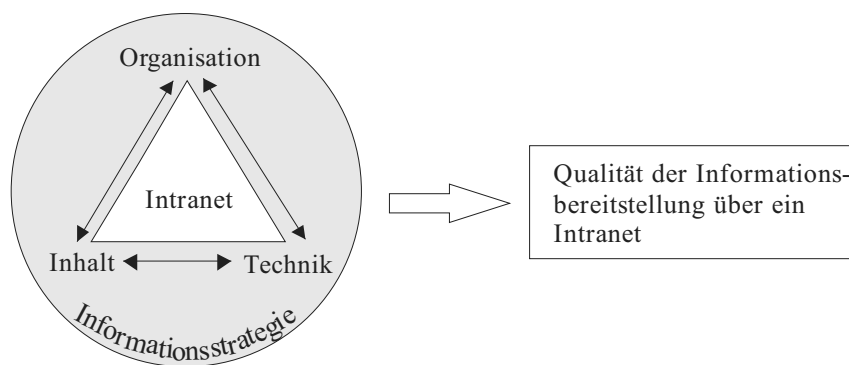 Organisation
Intranet
Inhalt
Technik
Informationsstrategie
Qualität der Informations-
bereitstellung über ein
Intranet